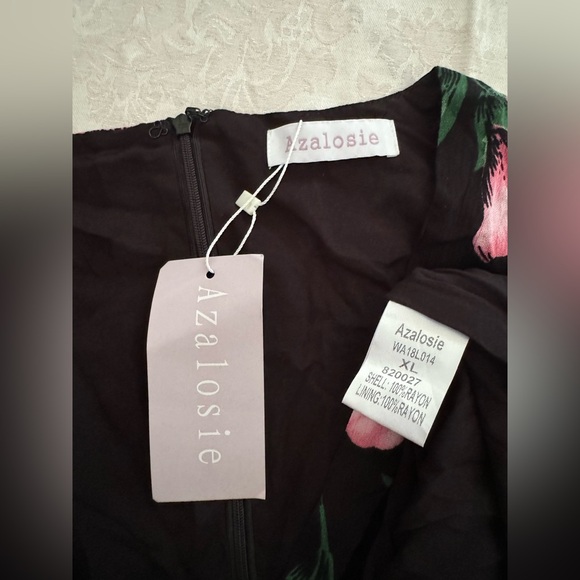 Azalosie
Azalosie
Azalosie
WA18L014
XL
820027
SHELL: 100%RAYON
LINING:100%RAYON